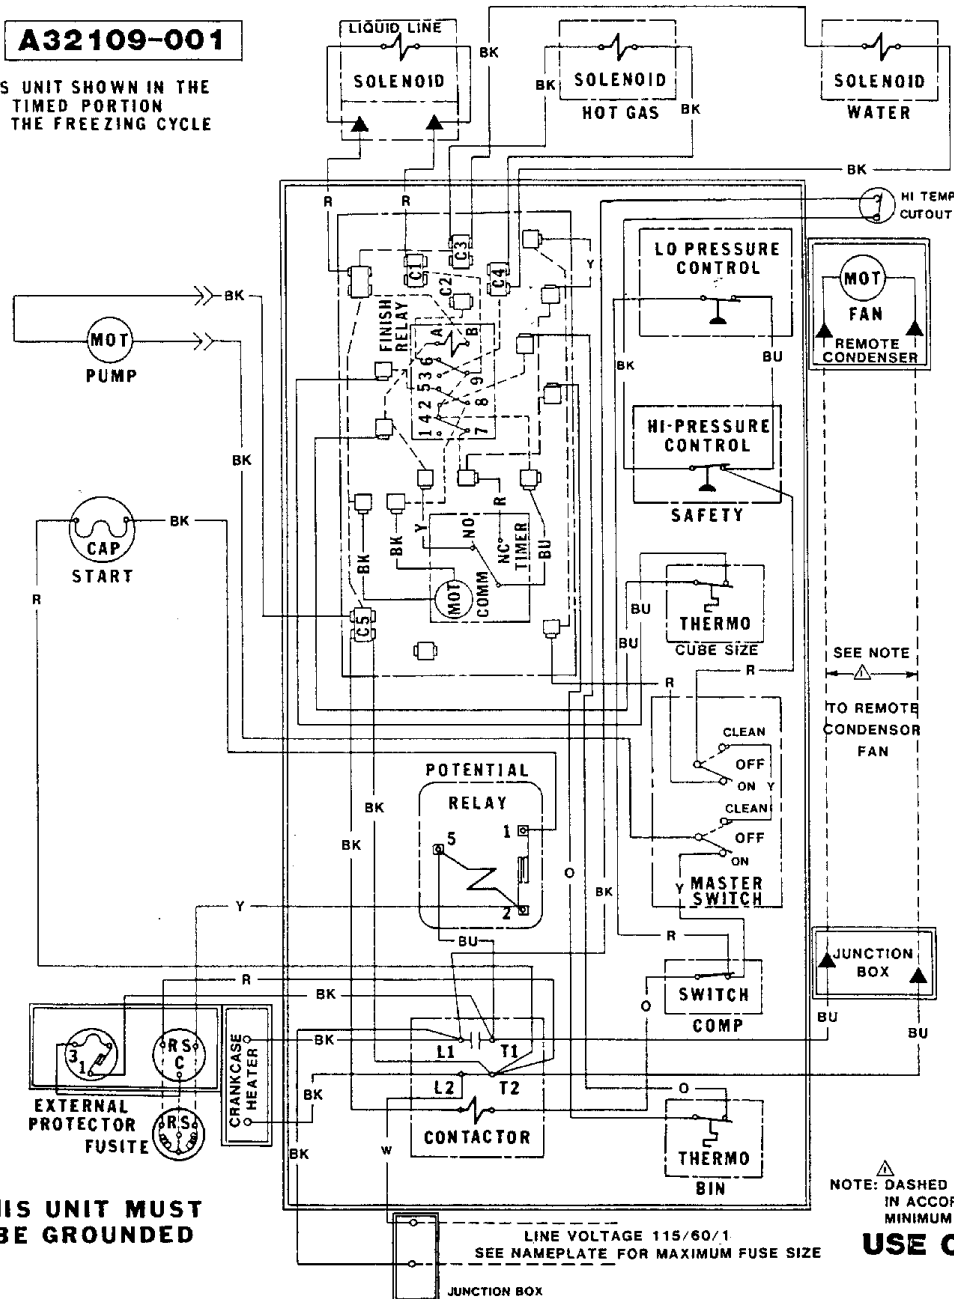 A32109-001
S UNIT SHOWN IN THE
TIMED PORTION
THE FREEZING CYCLE
LIQUID LINE
SOLENOID
BK
SOLENOID
HOT GAS
BK
BK
SOLENOID
WATER
BK
R
R
HI TEMP
CUTOUT
LO PRESSURE
CONTROL
MOT
FAN
REMOTE
CONDENSER
C1
C2
C3
C4
Y
FINISH
RELAY
A
B
6
3
5
2
4
1
9
8
7
BK
MOT
PUMP
BK
BK
BU
HI-PRESSURE
CONTROL
SAFETY
CAP
START
BK
R
BK
BK
Y
NO
R
NC
TIMER
BU
COMM
MOT
C5
THERMO
CUBE SIZE
BU
BU
R
R
SEE NOTE
TO REMOTE
CONDENSOR
FAN
CLEAN
OFF
ON
Y
CLEAN
OFF
ON
Y
MASTER
SWITCH
POTENTIAL
RELAY
5
1
2
BK
BK
O
BK
Y
BU
R
R
BK
SWITCH
COMP
O
JUNCTION
BOX
BU
BU
3
1
R S
C
EXTERNAL
PROTECTOR
FUSITE
RS
CRANKCASE
HEATER
BK
BK
L1
T1
L2
T2
CONTACTOR
O
THERMO
BIN
BK
W
HIS UNIT MUST
BE GROUNDED
LINE VOLTAGE 115/60/1
SEE NAMEPLATE FOR MAXIMUM FUSE SIZE
JUNCTION BOX
NOTE: DASHED
IN ACCOR
MINIMUM
USE C